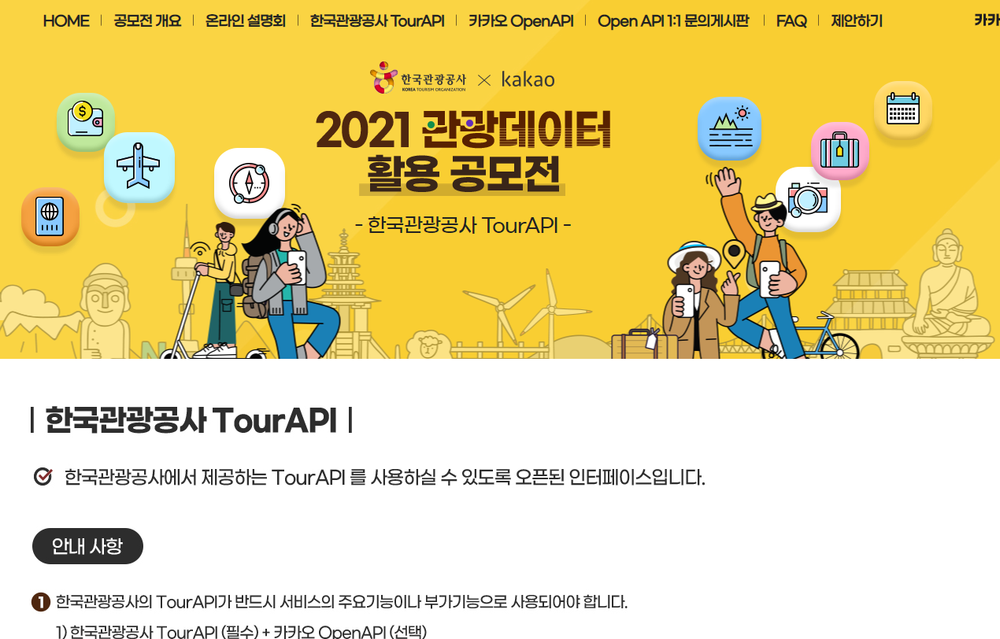 HOME | 공모전 개요 | 온라인 설명회 | 한국관광공사 TourAPI | 카카오 OpenAPI | Open API 1:1 문의게시판 | FAQ | 제안하기
한국관광공사 × kakao
KOREA TOURISM ORGANIZATION
2021 관광데이터
활용 공모전
- 한국관광공사 TourAPI -
| 한국관광공사 TourAPI |
한국관광공사에서 제공하는 TourAPI 를 사용하실 수 있도록 오픈된 인터페이스입니다.
안내 사항
1 한국관광공사의 TourAPI가 반드시 서비스의 주요기능이나 부가기능으로 사용되어야 합니다.
1) 한국관광공사 TourAPI (필수) + 카카오 OpenAPI (선택)